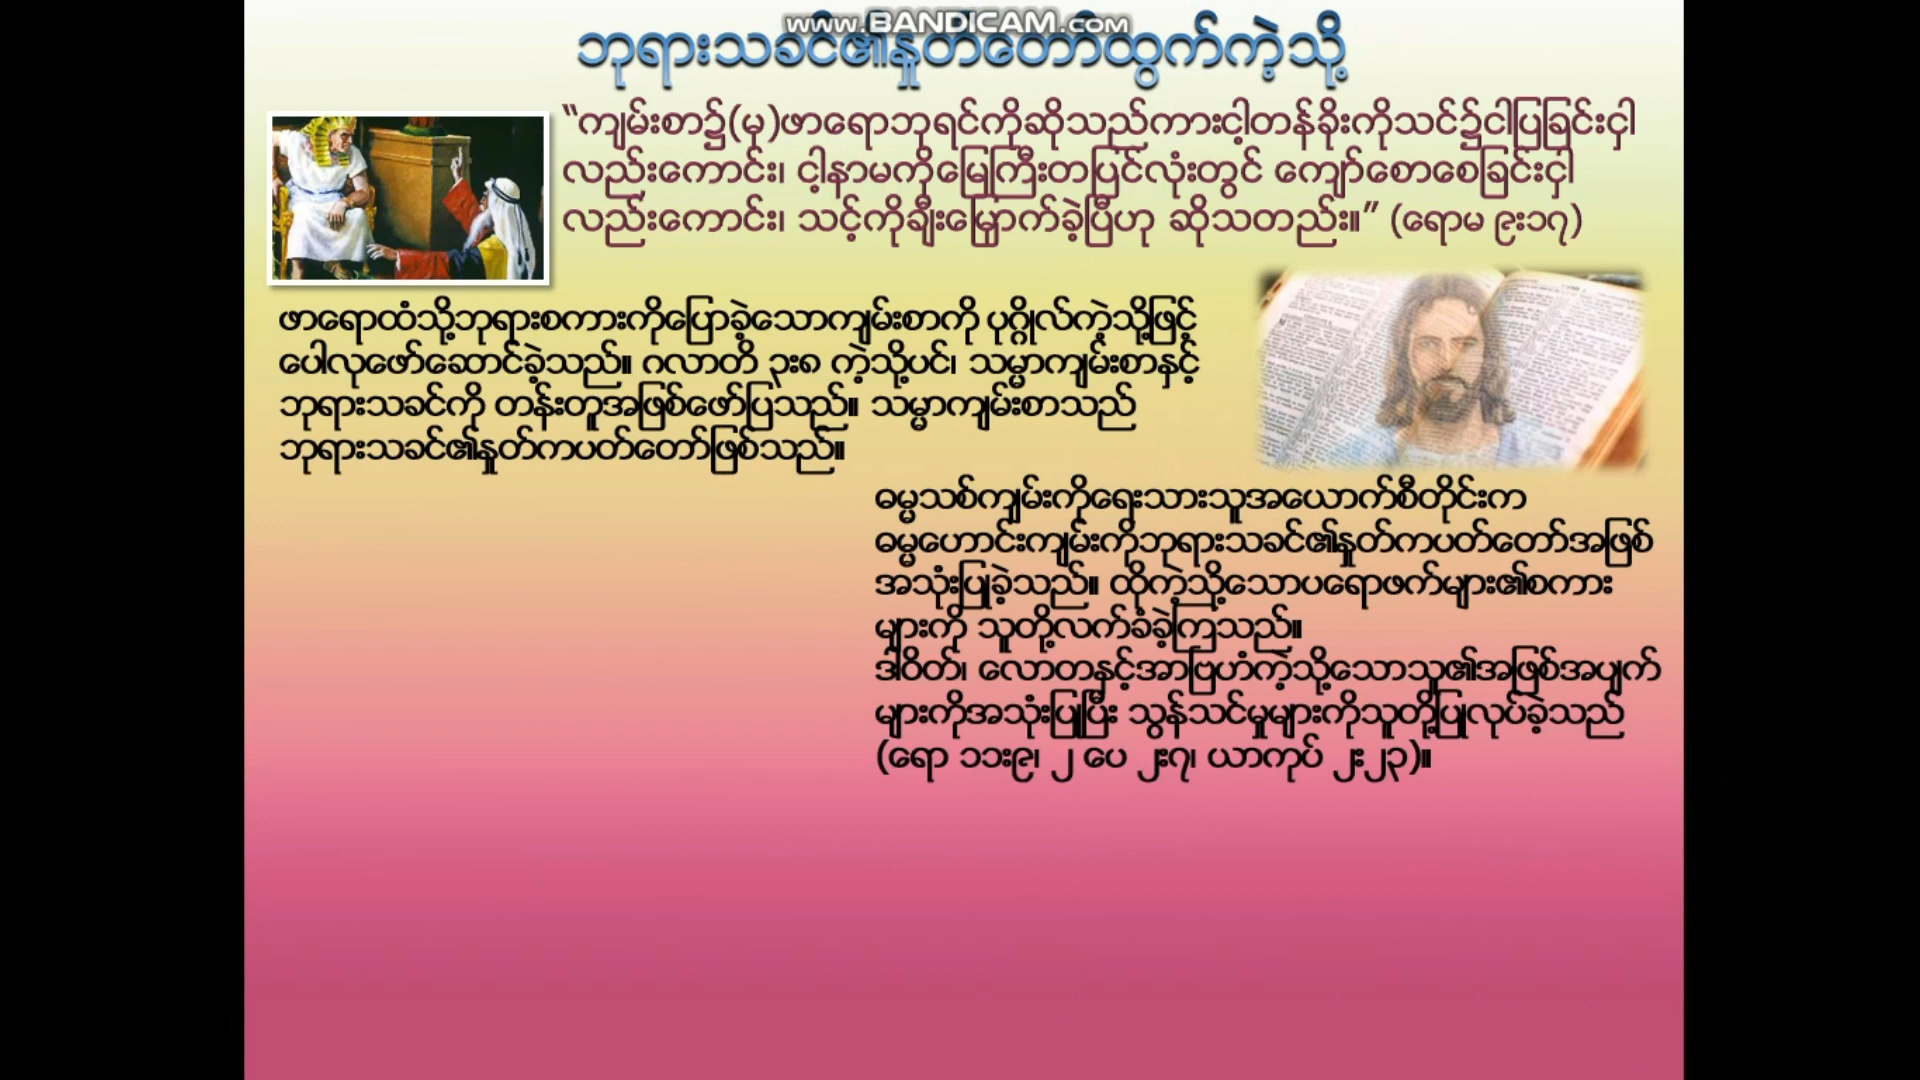 www.BANDICAM.com
ဘုရားသခင်၏နှုတ်တော်ထွက်ကဲ့သို့
“ကျမ်းစာ၌(မု)ဖာရောဘုရင်ကိုဆိုသည်ကားငါ့တန်ခိုးကိုသင်၌ငါပြခြင်းငှါ
လည်းကောင်း၊ ငါ့နာမကိုမြေကြီးတပြင်လုံးတွင် ကျော်စောစေခြင်းငှါ
လည်းကောင်း၊ သင့်ကိုချီးမြှောက်ခဲ့ပြီဟု ဆိုသတည်း။” (ရောမ ၉း၁၇)
ဖာရောထံသို့ဘုရားစကားကိုပြောခဲ့သောကျမ်းစာကို ပုဂ္ဂိုလ်ကဲ့သို့ဖြင့်
ပေါလုဖော်ဆောင်ခဲ့သည်။ ဂလာတိ ၃း၈ ကဲ့သို့ပင်၊ သမ္မာကျမ်းစာနှင့်
ဘုရားသခင်ကို တန်းတူအဖြစ်ဖော်ပြသည်။ သမ္မာကျမ်းစာသည်
ဘုရားသခင်၏နှုတ်ကပတ်တော်ဖြစ်သည်။
ဓမ္မသစ်ကျမ်းကိုရေးသားသူအယောက်စီတိုင်းက
ဓမ္မဟောင်းကျမ်းကိုဘုရားသခင်၏နှုတ်ကပတ်တော်အဖြစ်
အသုံးပြုခဲ့သည်။ ထိုကဲ့သို့သောပရောဖက်များ၏စကား
များကို သူတို့လက်ခံခဲ့ကြသည်။
ဒါဝိတ်၊ လောတနှင့်အာဗြဟံကဲ့သို့သောသူ၏အဖြစ်အပျက်
များကိုအသုံးပြုပြီး သွန်သင်မှုများကိုသူတို့ပြုလုပ်ခဲ့သည်
(ရော ၁၁း၉၊ ၂ ပေ ၂း၇၊ ယာကုပ် ၂း၂၃)။